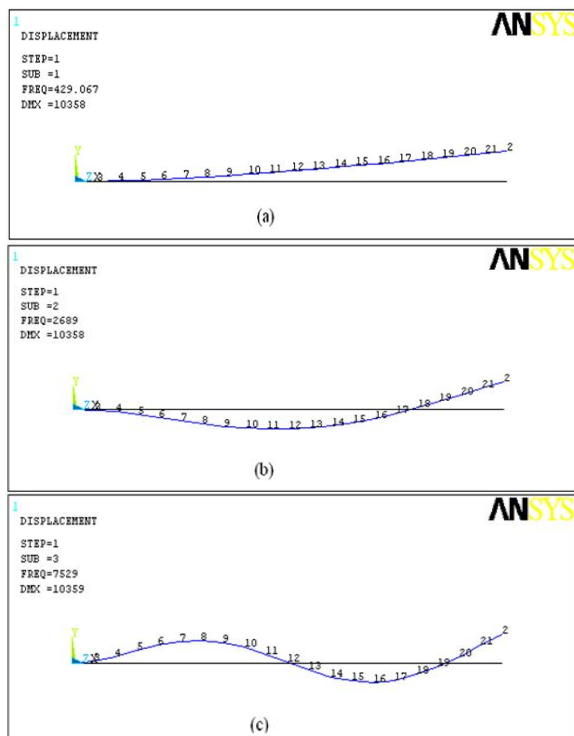 1
ANSYS
DISPLACEMENT
STEP=1
SUB =1
FREQ=429.067
DMX =10358
Y
ZX3 4 5 6 7 8 9 10 11 12 13 14 15 16 17 18 19 20 21 2
(a)
1
ANSYS
DISPLACEMENT
STEP=1
SUB =2
FREQ=2689
DMX =10358
Y
ZX3 4 5 6 7 8 9 10 11 12 13 14 15 16 17 18 19 20 21 2
(b)
1
ANSYS
DISPLACEMENT
STEP=1
SUB =3
FREQ=7529
DMX =10359
Y
ZX3 4 5 6 7 8 9 10 11 12 13 14 15 16 17 18 19 20 21 2
(c)